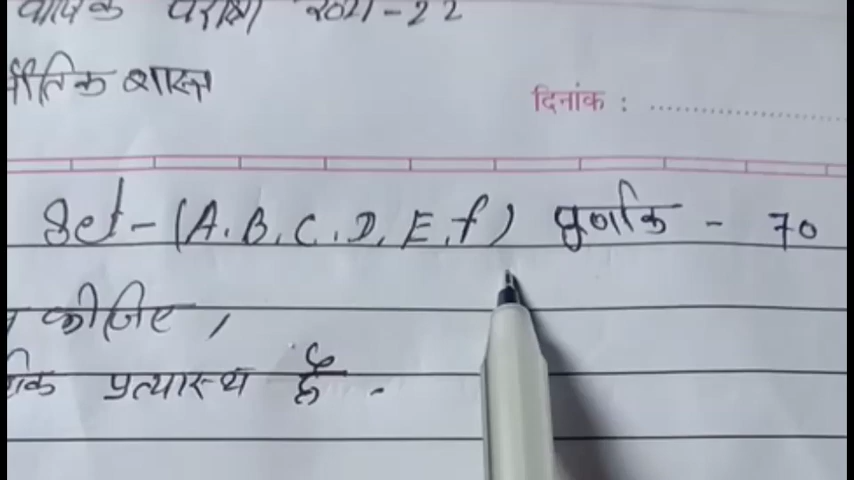 वार्षिक परीक्षा 2021-22
भौतिक शास्त्र
दिनांक :
Set - (A. B. C. D. E. f) पुर्णांक - 70
कीजिए,
प्रत्यास्थ है -